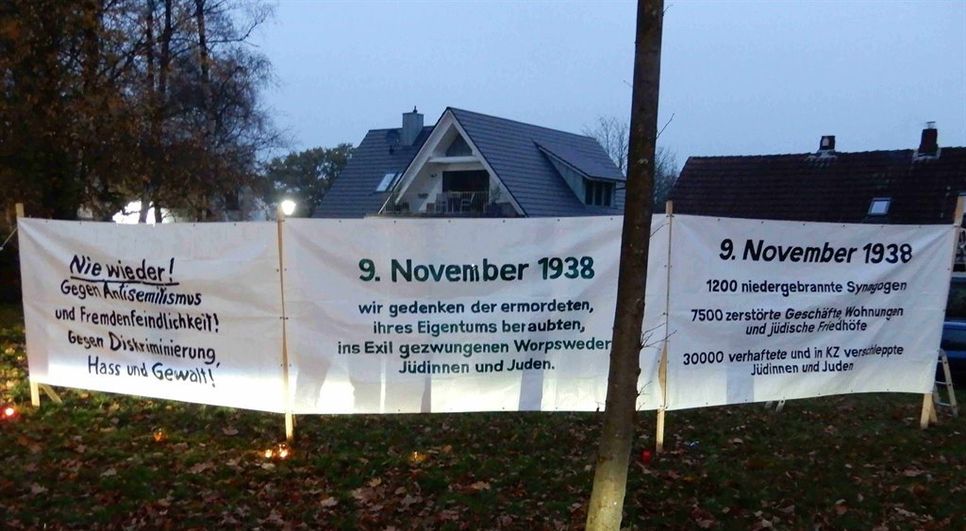 Nie wieder!
Gegen Antisemitismus
und Fremdenfeindlichkeit!
Gegen Diskriminierung,
Hass und Gewalt!
9. November 1938
wir gedenken der ermordeten,
ihres Eigentums beraubten,
ins Exil gezwungenen Worpsweder
Jüdinnen und Juden.
9. November 1938
1200 niedergebrannte Synagogen
7500 zerstörte Geschäfte Wohnungen
und jüdische Friedhöfe
30000 verhaftete und in KZ verschleppte
Jüdinnen und Juden